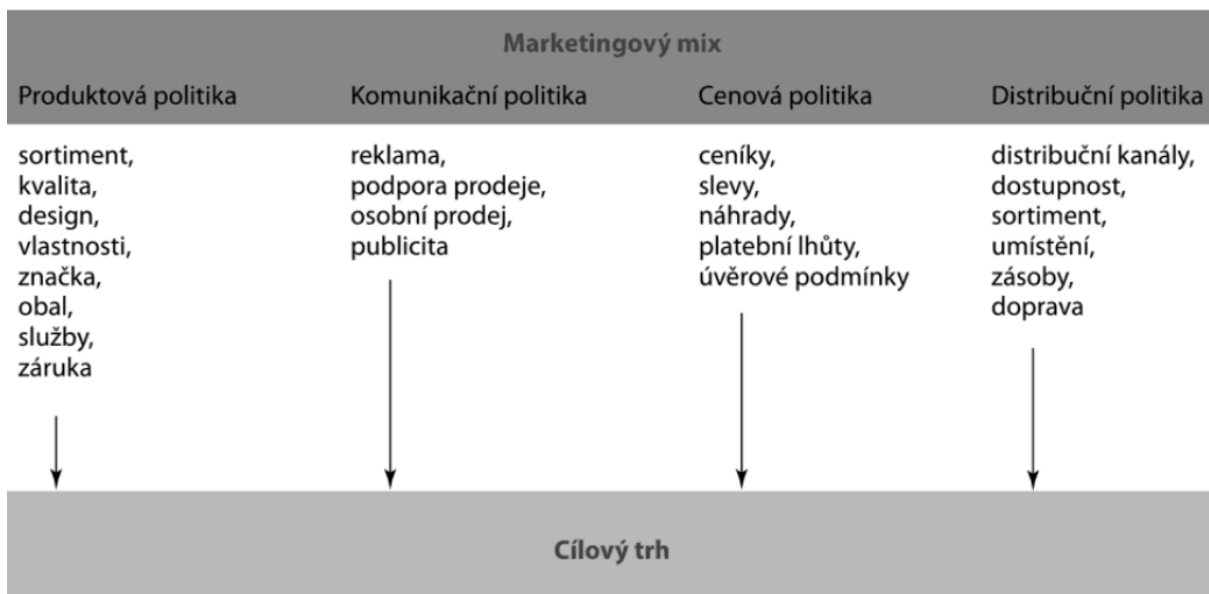 Marketingový mix
Produktová politika
Komunikační politika
Cenová politika
Distribuční politika
sortiment,
kvalita,
design,
vlastnosti,
značka,
obal,
služby,
záruka
reklama,
podpora prodeje,
osobní prodej,
publicita
ceníky,
slevy,
náhrady,
platební lhůty,
úvěrové podmínky
distribuční kanály,
dostupnost,
sortiment,
umístění,
zásoby,
doprava
Cílový trh